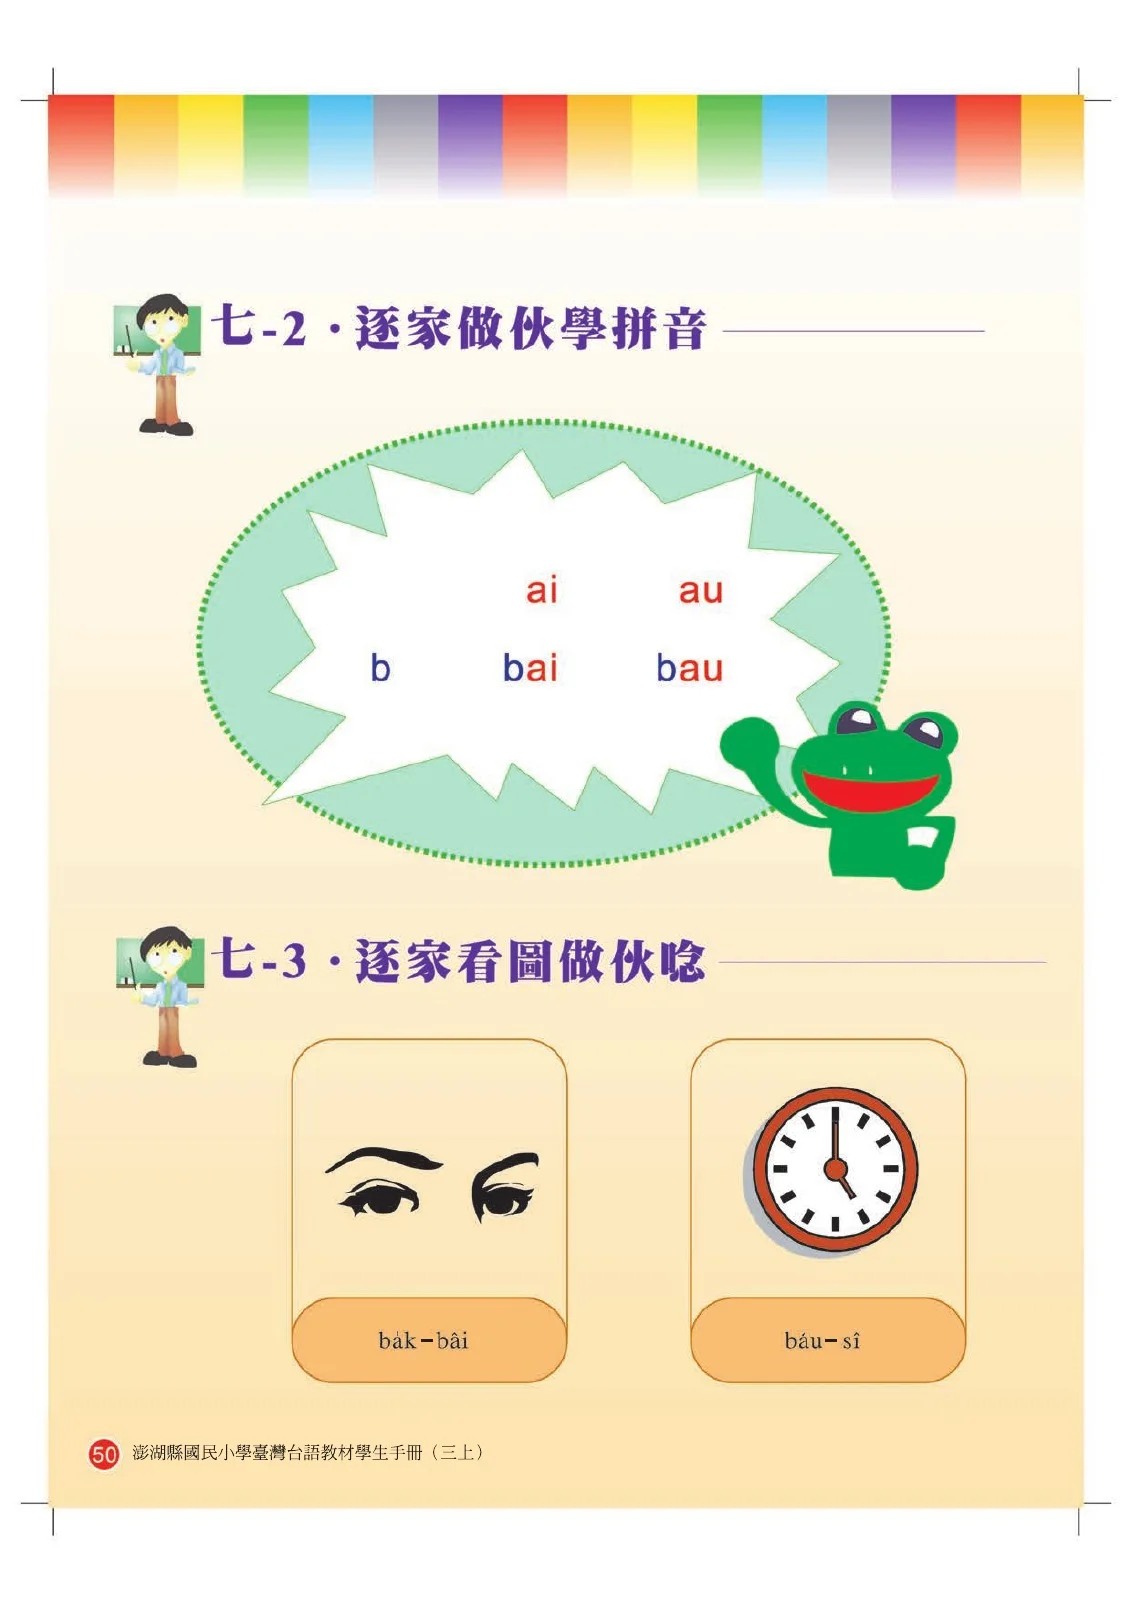 七-2．逐家做伙學拼音
ai au
b bai bau
七-3．逐家看圖做伙唸
ba̍k-bâi
báu-sî
50 澎湖縣國民小學臺灣台語教材學生手冊（三上）